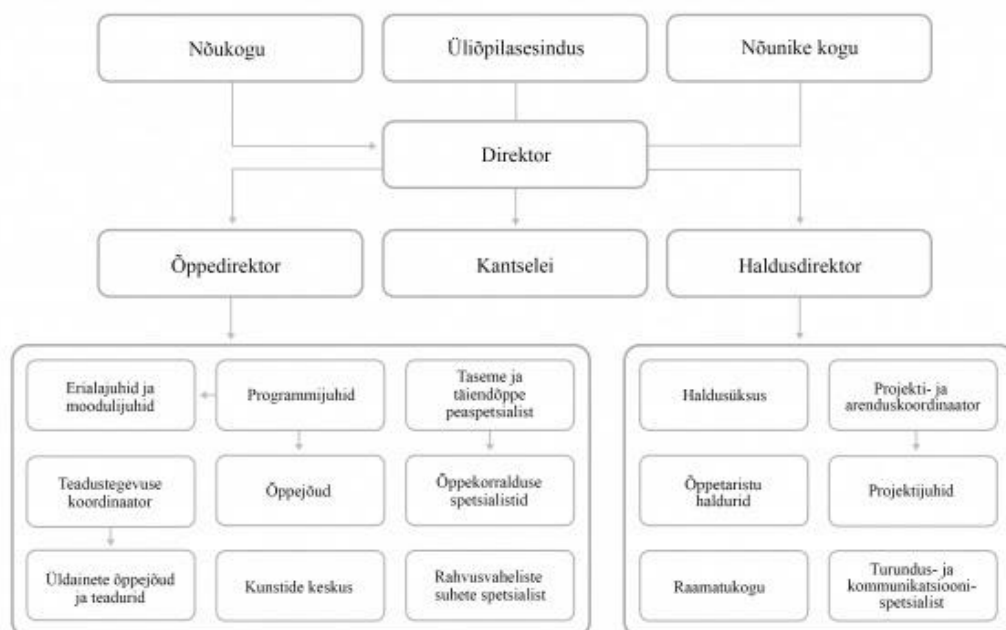 Nõukogu
Üliõpilasesindus
Nõunike kogu
Direktor
Õppedirektor
Kantselei
Haldusdirektor
Erialajuhid ja
moodulijuhid
Programmijuhid
Taseme ja
täiendõppe
peaspetsialist
Teadustegevuse
koordinaator
Õppejõud
Õppekorralduse
spetsialistid
Üldainete õppejõud
ja teadurid
Kunstide keskus
Rahvusvaheliste
suhete spetsialist
Haldusüksus
Projekti- ja
arenduskoordinaator
Õppetaristu
haldurid
Projektijuhid
Raamatukogu
Turundus- ja
kommunikatsiooni-
spetsialist